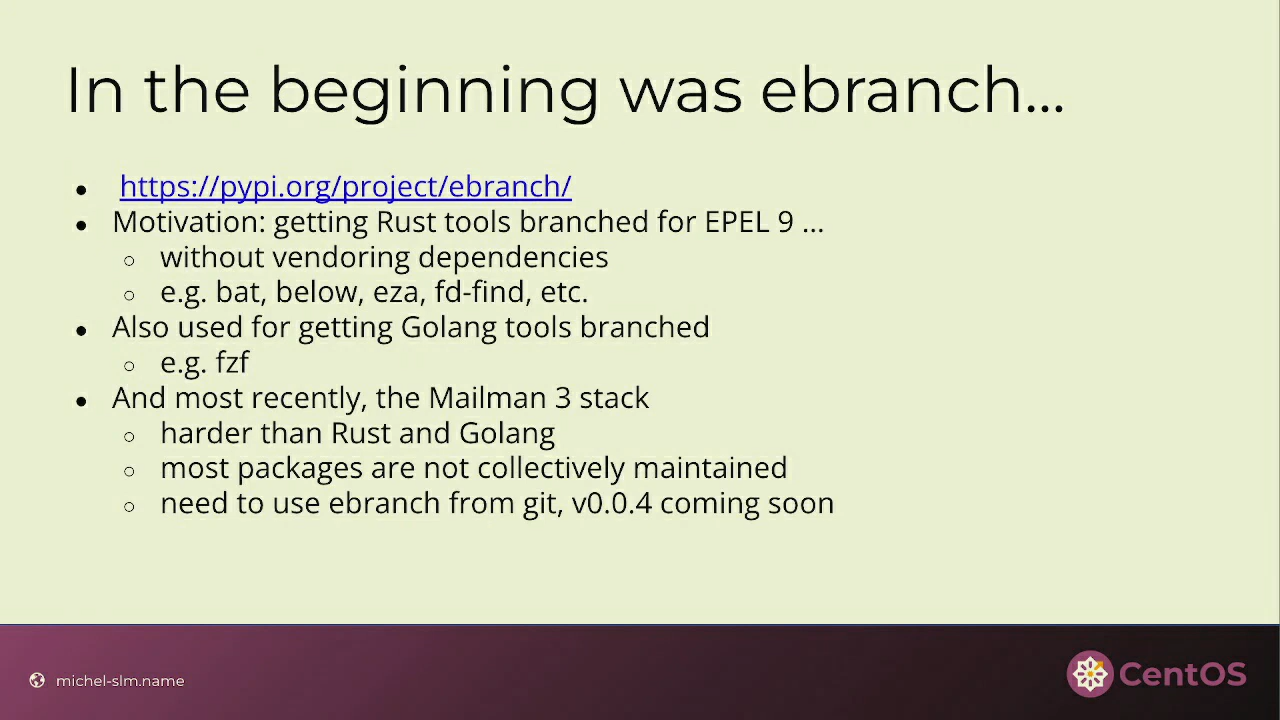 In the beginning was ebranch...
● https://pypi.org/project/ebranch/
● Motivation: getting Rust tools branched for EPEL 9 ...
○ without vendoring dependencies
○ e.g. bat, below, eza, fd-find, etc.
● Also used for getting Golang tools branched
○ e.g. fzf
● And most recently, the Mailman 3 stack
○ harder than Rust and Golang
○ most packages are not collectively maintained
○ need to use ebranch from git, v0.0.4 coming soon
michel-slm.name
CentOS